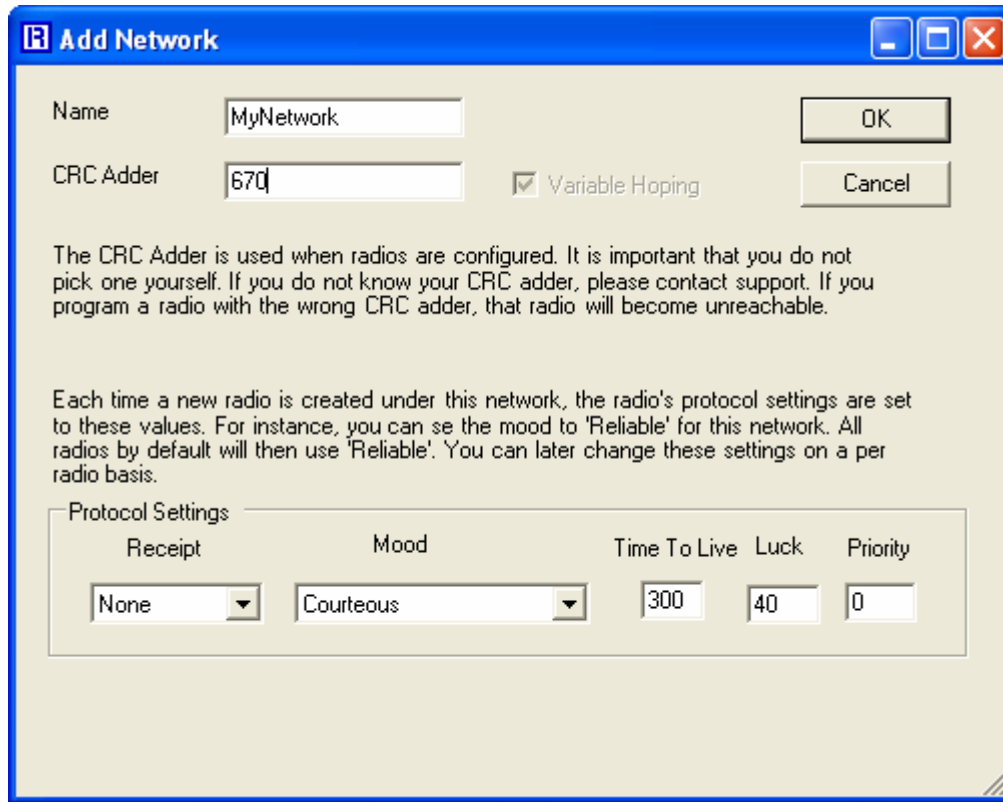 Add Network
Name
MyNetwork
OK
CRC Adder
670
Variable Hoping
Cancel
The CRC Adder is used when radios are configured. It is important that you do not
pick one yourself. If you do not know your CRC adder, please contact support. If you
program a radio with the wrong CRC adder, that radio will become unreachable.
Each time a new radio is created under this network, the radio's protocol settings are set
to these values. For instance, you can se the mood to 'Reliable' for this network. All
radios by default will then use 'Reliable'. You can later change these settings on a per
radio basis.
Protocol Settings
Receipt Mood Time To Live Luck Priority
None Courteous 300 40 0